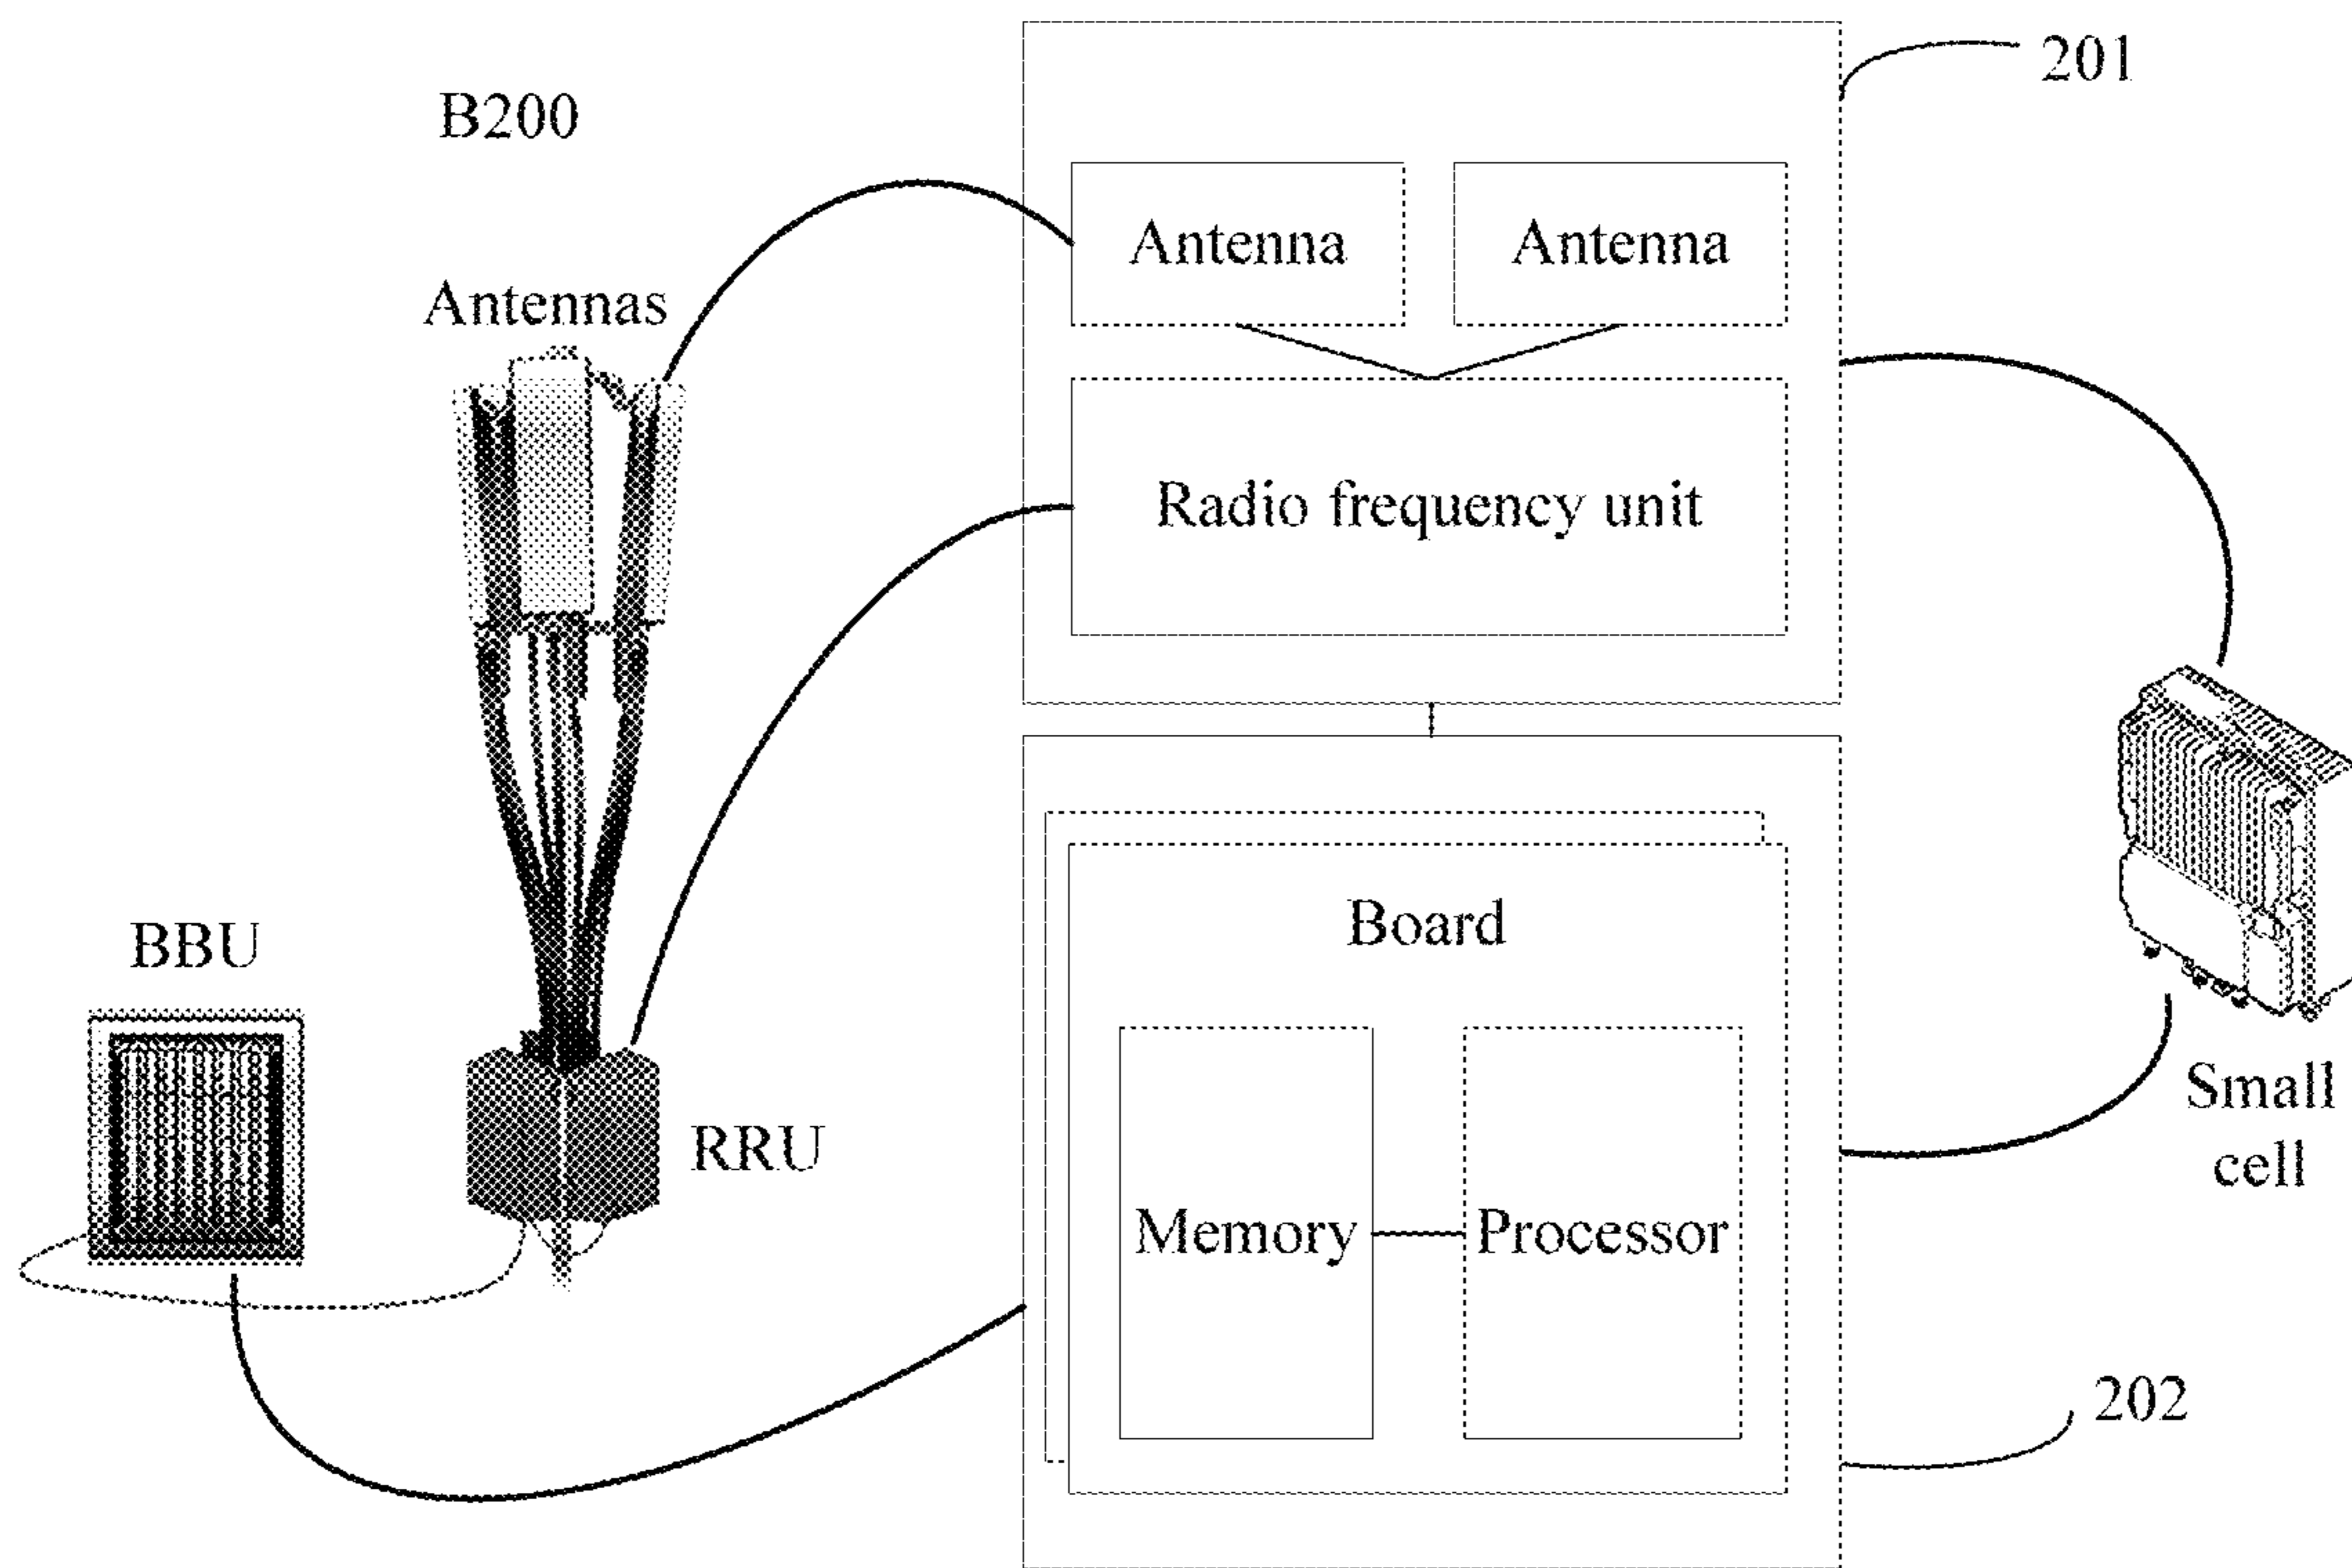 201
B200
Antenna
Antenna
Antennas
Radio frequency unit
Board
BBU
Small
cell
RRU
Memory
Processor
202